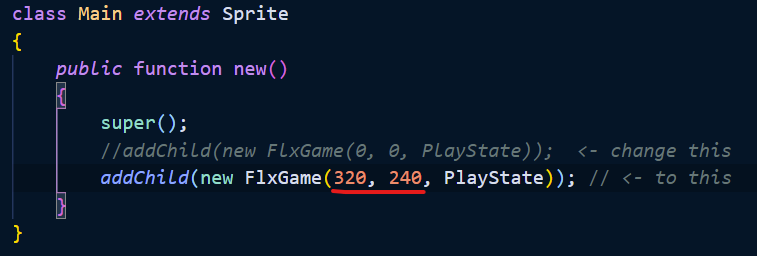 class Main extends Sprite
{
public function new()
{
super();
//addChild(new FlxGame(0, 0, PlayState));  <- change this
addChild(new FlxGame(320, 240, PlayState)); // <- to this
}
}